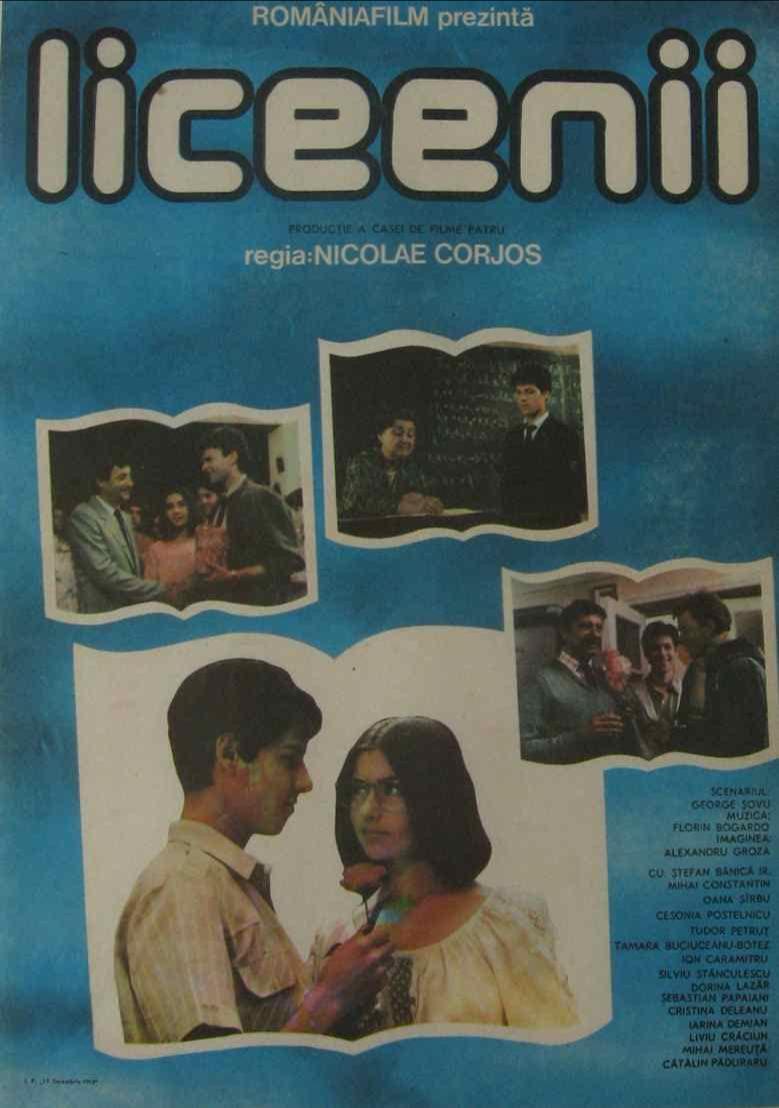 ROMÂNIAFILM prezintă
liceenii
PRODUCȚIE A CASEI DE FILME PATRU
regia:NICOLAE CORJOS
SCENARIUL:
GEORGE ȘOVU
MUZICA:
FLORIN BOGARDO
IMAGINEA:
ALEXANDRU GROZA
CU: ȘTEFAN BĂNICĂ JR.
MIHAI CONSTANTIN
OANA SÎRBU
CESONIA POSTELNICU
TUDOR PETRUȚ
TAMARA BUCIUCEANU-BOTEZ
ION CARAMITRU
SILVIU STĂNCULESCU
DORINA LAZĂR
SEBASTIAN PAPAIANI
CRISTINA DELEANU
IARINA DEMIAN
LIVIU CRĂCIUN
MIHAI MEREUȚĂ
CĂTĂLIN PĂDURARU